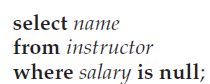 select name
from instructor
where salary is null;